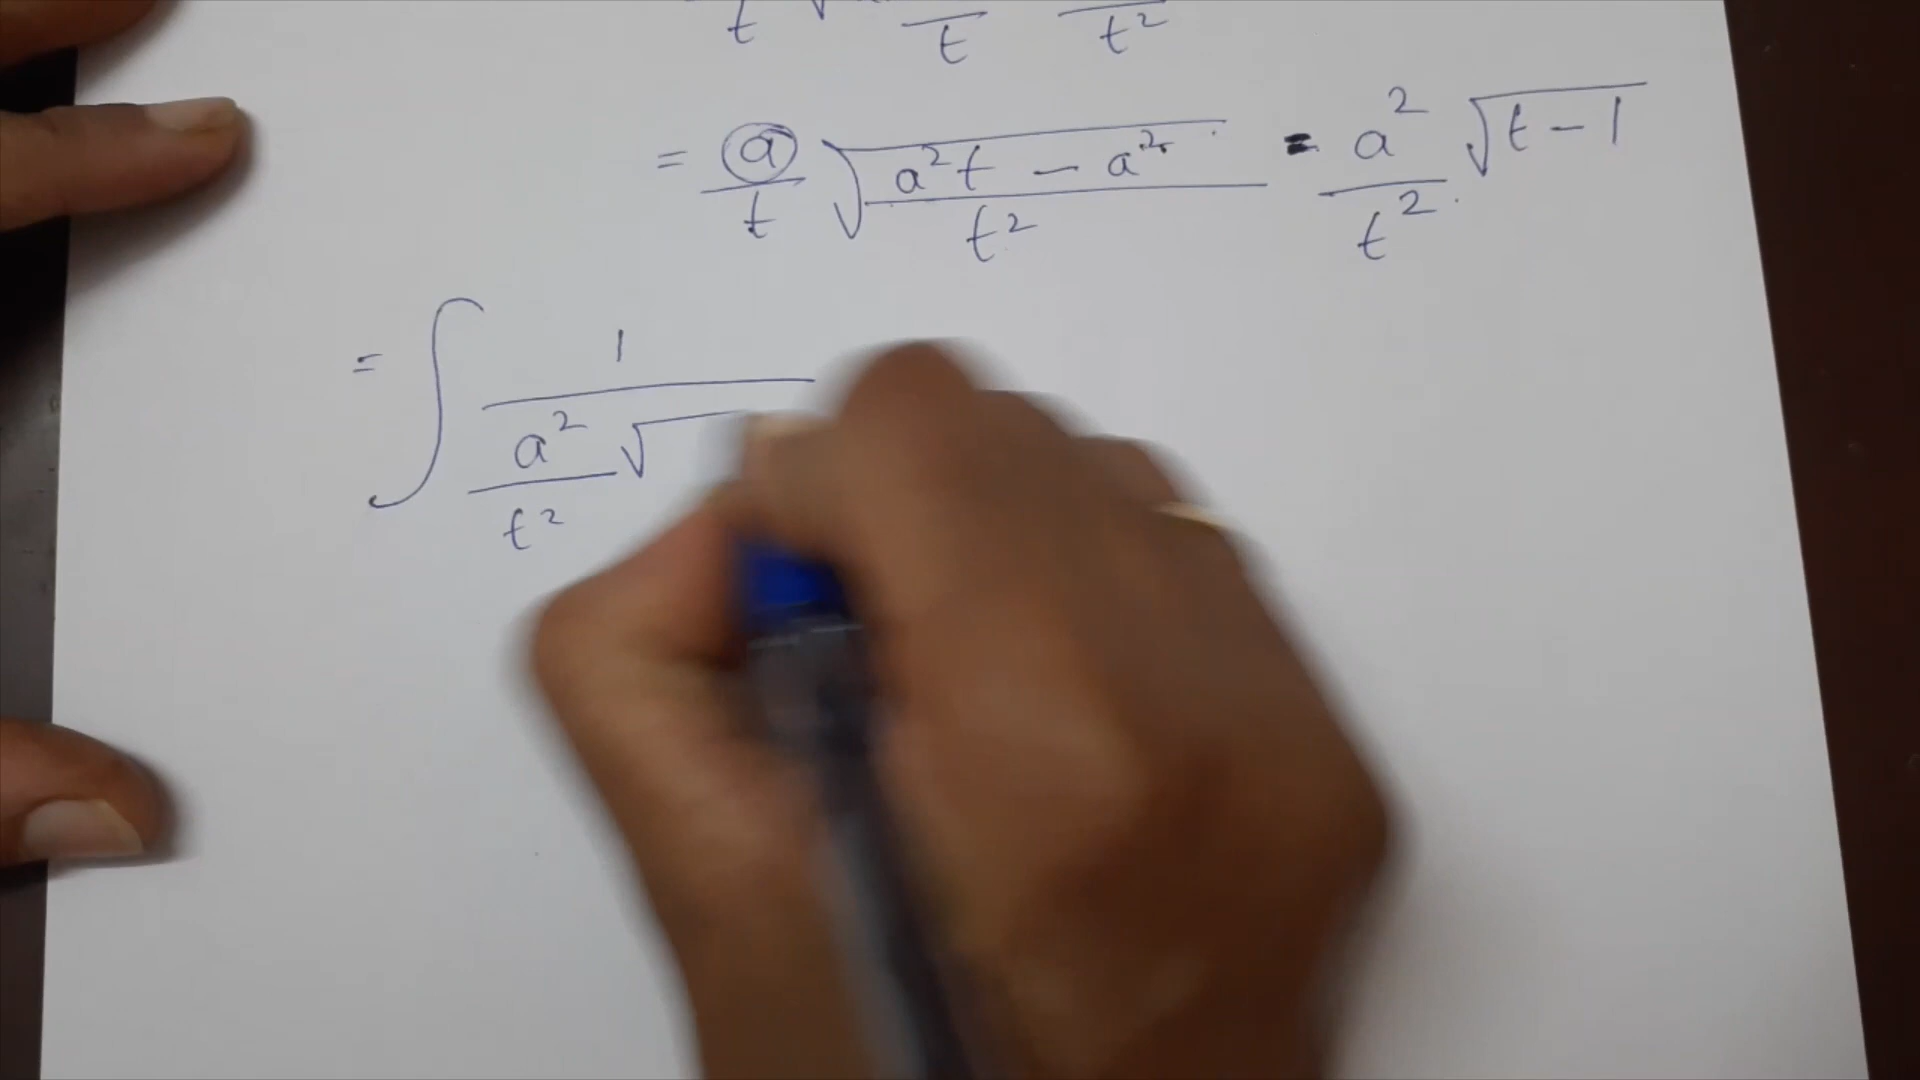 t √ t t²
= a/t √(a²t - a²)/t² = a²/t² √t - 1
= ∫ 1/(a²/t² √